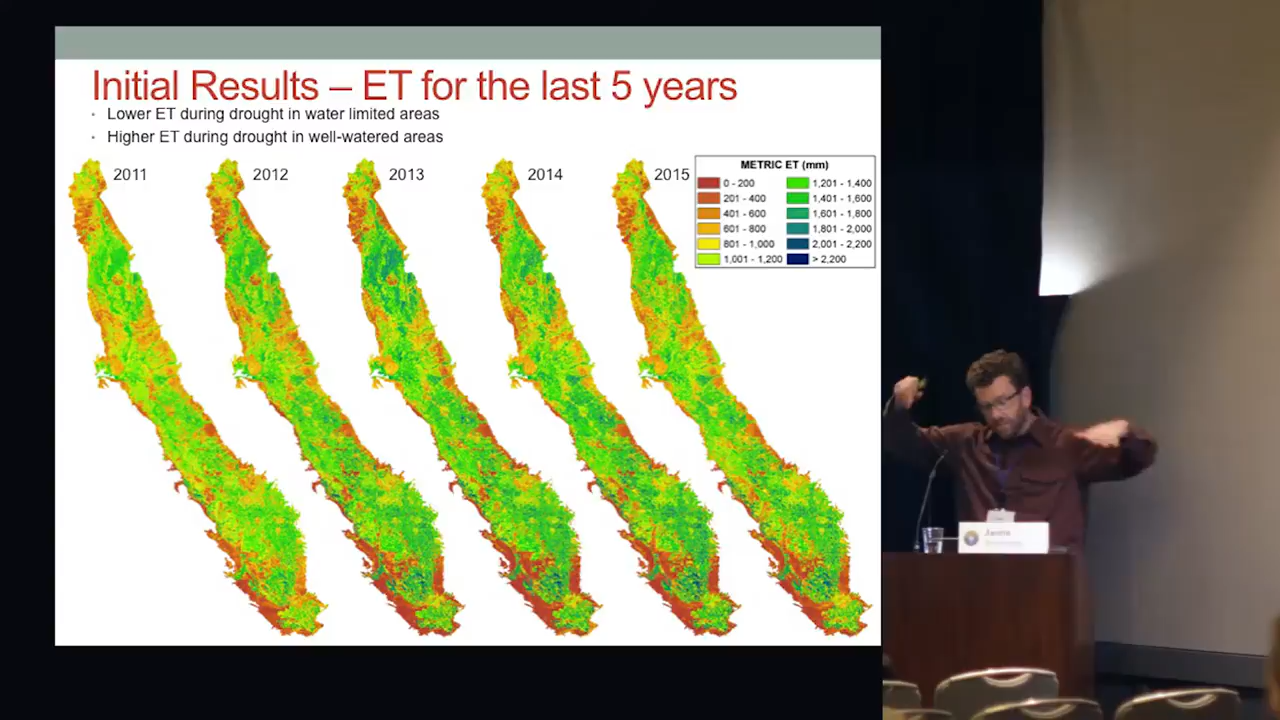 Initial Results – ET for the last 5 years
• Lower ET during drought in water limited areas
• Higher ET during drought in well-watered areas
2011
2012
2013
2014
2015
METRIC ET (mm)
0 - 200
201 - 400
401 - 600
601 - 800
801 - 1,000
1,001 - 1,200
1,201 - 1,400
1,401 - 1,600
1,601 - 1,800
1,801 - 2,000
2,001 - 2,200
> 2,200